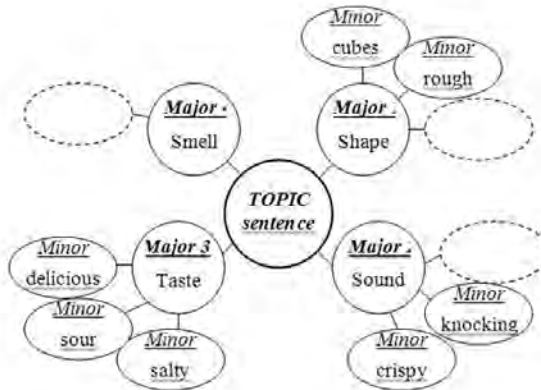 Minor
cubes
Minor
rough
Major
Smell
Major
Shape
TOPIC
sentence
Minor
delicious
Major 3
Taste
Major
Sound
Minor
sour
Minor
knocking
Minor
salty
Minor
crispy